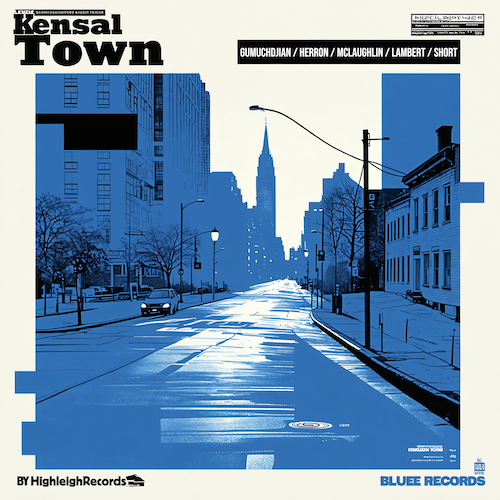 Kensal
Town
GUMUCHDJIAN / HERRON / MCLAUGHLIN / LAMBERT / SHORT
BY HighleighRecords
BLUEE RECORDS